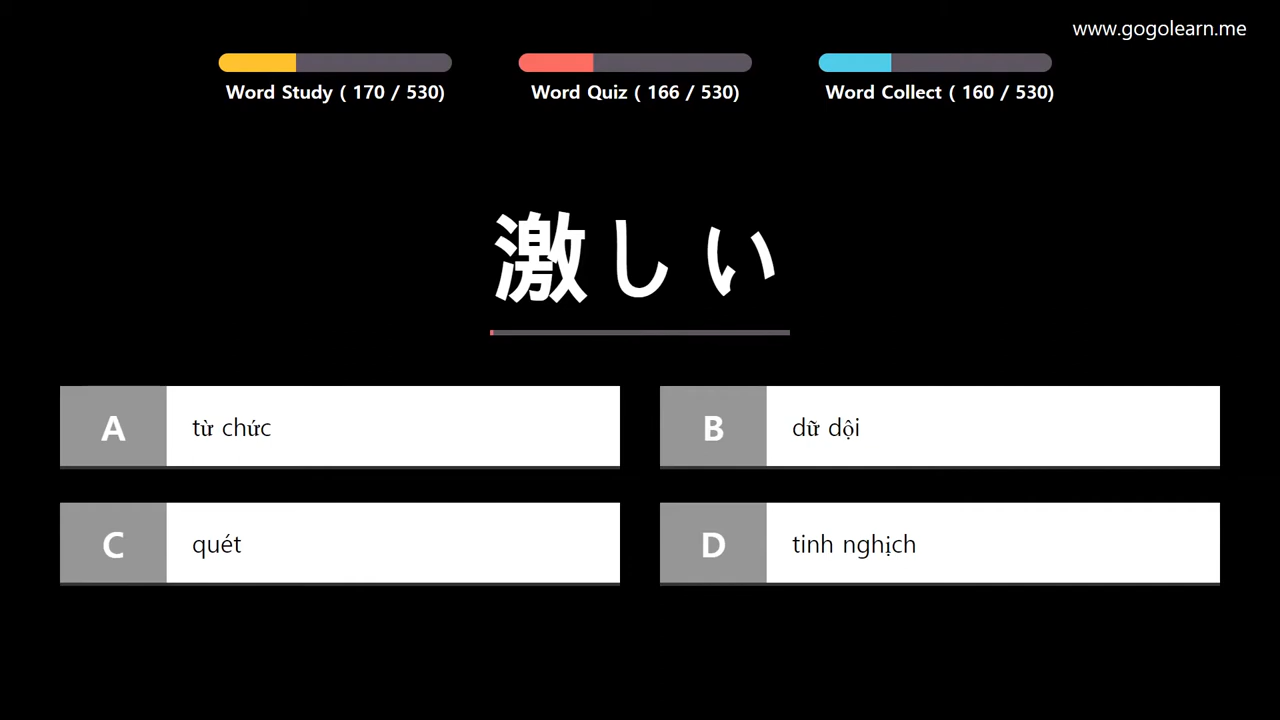 www.gogolearn.me
Word Study ( 170 / 530)
Word Quiz ( 166 / 530)
Word Collect ( 160 / 530)
激しい
A
từ chức
B
dữ dội
C
quét
D
tinh nghịch